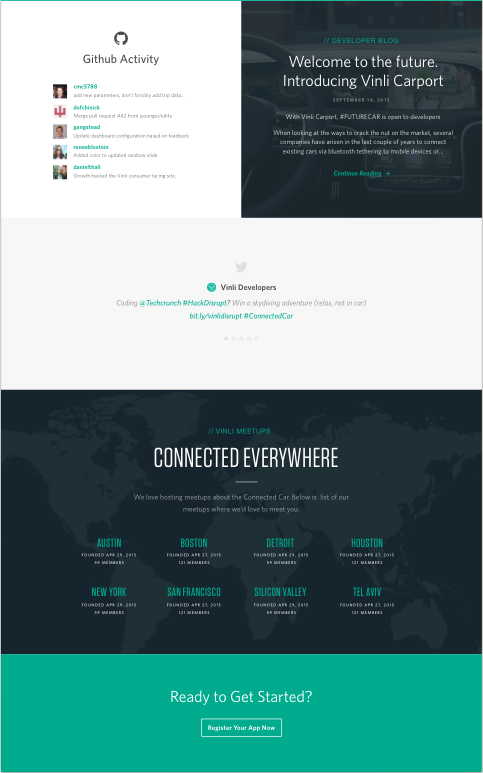 Github Activity
cmc5788
add new parameters, don't forcibly add trip data...
dofchinick
Merge pull request #42 from youngev/edits
gangstead
Update dashboard configuration based on feedback
reneebloxtein
Added color to updated rainbow slide
danielthall
Growth hacked the Vinli consumer facing site.
// DEVELOPER BLOG
Welcome to the future.
Introducing Vinli Carport
SEPTEMBER 14, 2015
With Vinli Carport, #FUTURECAR is open to developers
When looking at the ways to crack the nut on the market, several
companies have arisen in the last couple of years to connect
existing cars via bluetooth tethering to mobile devices or...
Continue Reading →
Vinli Developers
Coding @Techcrunch #HackDisrupt? Win a skydiving adventure (relax, not in car)
bit.ly/vinlidisrupt #ConnectedCar
// VINLI MEETUPS
CONNECTED EVERYWHERE
We love hosting meetups about the Connected Car. Below is list of our
meetups where we'd love to meet you.
AUSTIN BOSTON DETROIT HOUSTON
FOUNDED APR 29, 2015 FOUNDED APR 27, 2015 FOUNDED APR 29, 2015 FOUNDED APR 27, 2015
59 MEMBERS 121 MEMBERS 59 MEMBERS 121 MEMBERS
NEW YORK SAN FRANCISCO SILICON VALLEY TEL AVIV
FOUNDED APR 29, 2015 FOUNDED APR 27, 2015 FOUNDED APR 29, 2015 FOUNDED APR 27, 2015
59 MEMBERS 121 MEMBERS 59 MEMBERS 121 MEMBERS
Ready to Get Started?
Register Your App Now